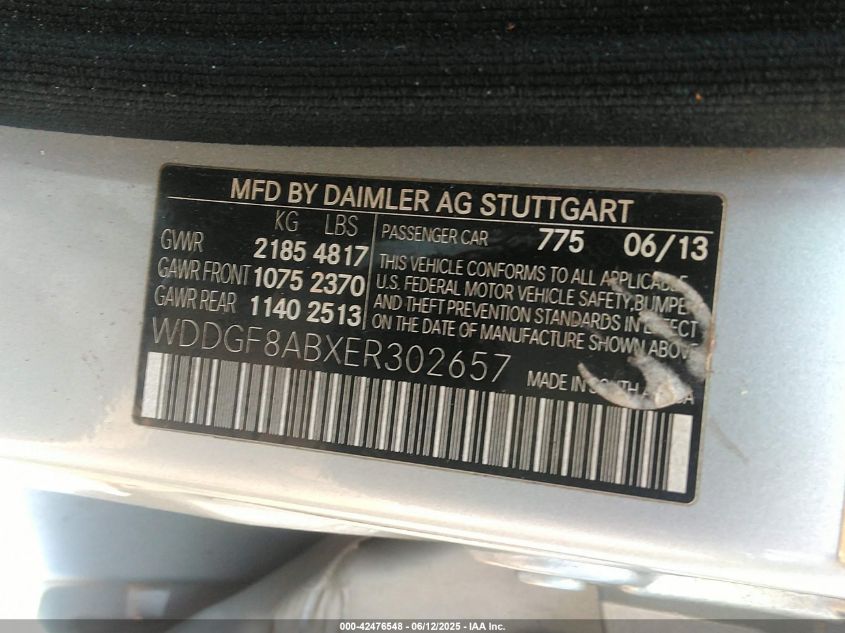 MFD BY DAIMLER AG STUTTGART
KG LBS
GVWR 2185 4817
GAWR FRONT 1075 2370
GAWR REAR 1140 2513
PASSENGER CAR 775 06/13
THIS VEHICLE CONFORMS TO ALL APPLICABLE
U.S. FEDERAL MOTOR VEHICLE SAFETY, BUMPER
AND THEFT PREVENTION STANDARDS IN EFFECT
ON THE DATE OF MANUFACTURE SHOWN ABOVE
WDDGF8ABXER302657
MADE IN SOUTH
000-42476548 - 06/12/2025 - IAA Inc.